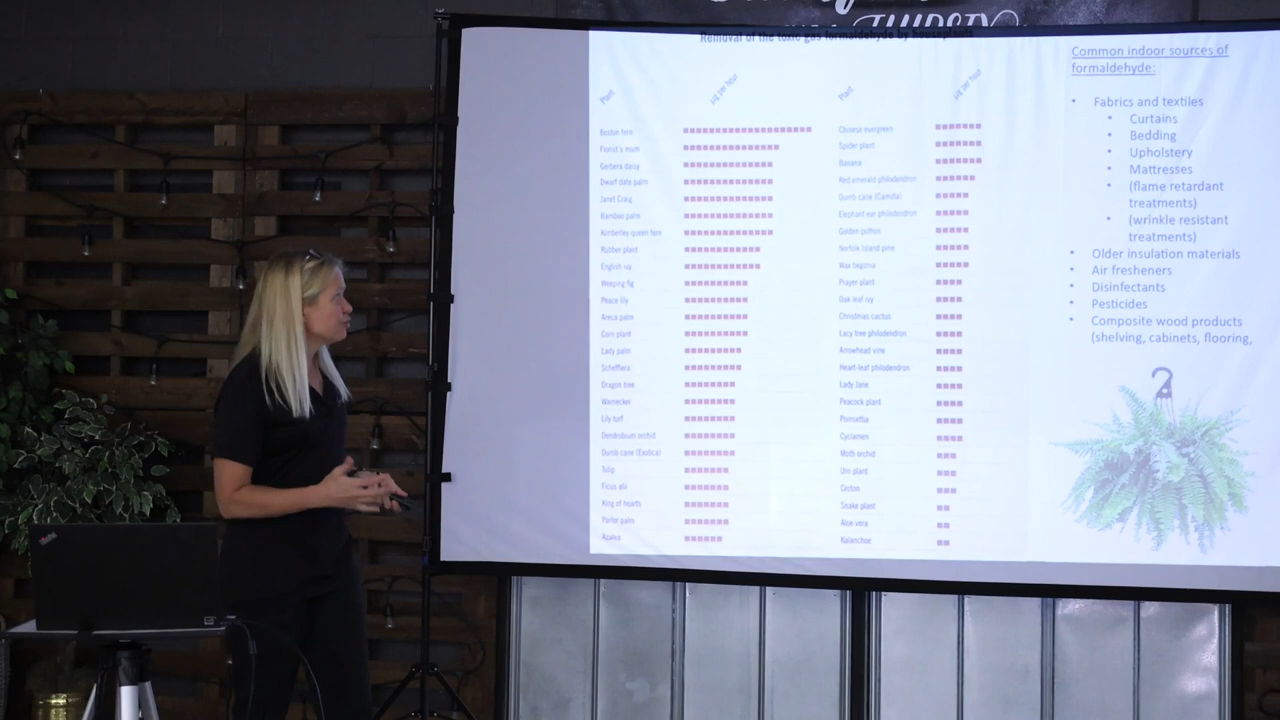 THIRSTY
Removal of the toxic gas formaldehyde by houseplants
Plant
µg per hour
Boston fern
Florist's mum
Gerbera daisy
Dwarf date palm
Janet Craig
Bamboo palm
Kimberley queen fern
Rubber plant
English ivy
Weeping fig
Peace lily
Areca palm
Corn plant
Lady palm
Schefflera
Dragon tree
Warneckei
Lily turf
Dendrobium orchid
Dumb cane (Exotica)
Tulip
Ficus alii
King of hearts
Parlor palm
Azalea
Plant
µg per hour
Chinese evergreen
Spider plant
Banana
Red emerald philodendron
Dumb cane (Camilla)
Elephant ear philodendron
Golden pothos
Norfolk Island pine
Wax begonia
Prayer plant
Oak leaf ivy
Christmas cactus
Lacy tree philodendron
Arrowhead vine
Heart-leaf philodendron
Lady Jane
Peacock plant
Poinsettia
Cyclamen
Moth orchid
Urn plant
Croton
Snake plant
Aloe vera
Kalanchoe
Common indoor sources of
formaldehyde:
• Fabrics and textiles
• Curtains
• Bedding
• Upholstery
• Mattresses
• (flame retardant
treatments)
• (wrinkle resistant
treatments)
• Older insulation materials
• Air fresheners
• Disinfectants
• Pesticides
• Composite wood products
(shelving, cabinets, flooring,